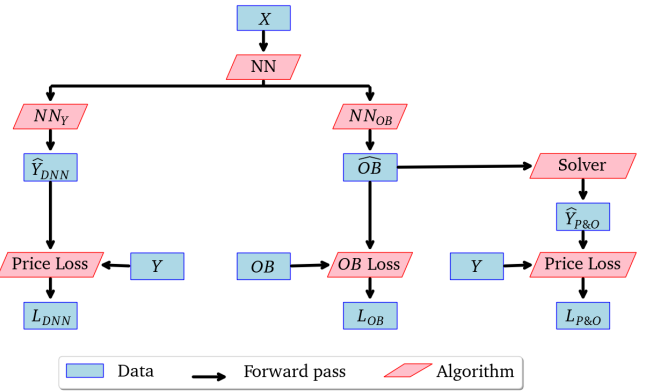 X
NN
NN_Y NN_OB
Ŷ_DNN \widehat{OB} Solver
Ŷ_P&O
Price Loss Y OB OB Loss Y Price Loss
L_DNN L_OB L_P&O
Data Forward pass Algorithm